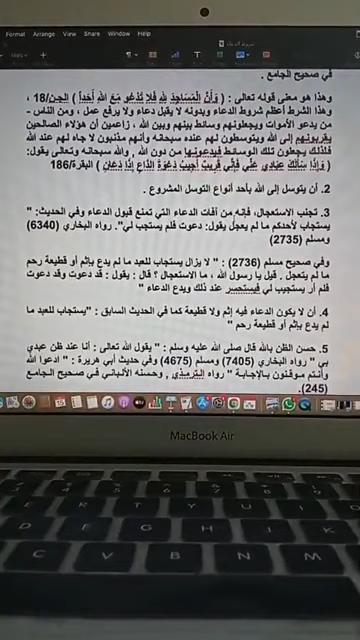 Format Arrange View Share Window Help
في صحيح الجامع .
وهذا هو معنى قوله تعالى : ( وَأَنَّ الْمَسَاجِدَ لِلَّهِ فَلَا تَدْعُو مَعَ اللَّهِ أَحَداً ) الجن/18 ،
وهذا الشرط أعظم شروط الدعاء وبدونه لا يقبل دعاء ولا يرفع عمل ، ومن الناس
من يدعو الأموات ويجعلونهم وسائط بينهم وبين الله ، زاعمين أن هؤلاء الصالحين
يقربونهم إلى الله ويتوسطون لهم عنده سبحانه وأنهم مذنبون لا جاه لهم عند الله
فلذلك يجعلون تلك الوسائط فيدعونها من دون الله ، والله سبحانه وتعالى يقول:
( وَإِذَا سَأَلَكَ عِبَادِي عَنِّي فَإِنِّي قَرِيبٌ أُجِيبُ دَعْوَةَ الدَّاعِ إِذَا دَعَانِ ) البقرة/186
2. أن يتوسل إلى الله بأحد أنواع التوسل المشروع .
3. تجنب الاستعجال، فإنه من آفات الدعاء التي تمنع قبول الدعاء وفي الحديث: "
يستجاب لأحدكم ما لم يعجل يقول: دعوت فلم يستجب لي". رواه البخاري (6340)
ومسلم (2735)
وفي صحيح مسلم (2736) : " لا يزال يستجاب للعبد ما لم يدع بإثم أو قطيعة رحم
ما لم يتعجل . قيل يا رسول الله ، ما الاستعجال ؟ قال : يقول : قد دعوت وقد دعوت
فلم أر يستجيب لي فيستحسر عند ذلك ويدع الدعاء "
4. أن لا يكون الدعاء فيه إثم ولا قطيعة كما في الحديث السابق : "يستجاب للعبد ما
لم يدع بإثم أو قطيعة رحم "
5. حسن الظن بالله قال صلى الله عليه وسلم : " يقول الله تعالى: أنا عند ظن عبدي
بي " رواه البخاري (7405) ومسلم (4675) وفي حديث أبي هريرة : " ادعوا الله
وأنتم موقنون بالإجابة " رواه الترمذي ، وحسنه الألباني في صحيح الجامع
(245).
MacBook Air
E R T Y U I
D F G H J K
C V B N M